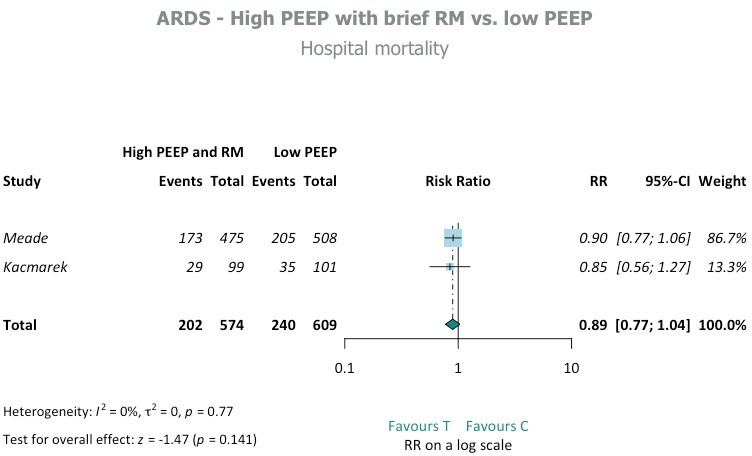 ARDS - High PEEP with brief RM vs. low PEEP
Hospital mortality
High PEEP and RM Low PEEP
Study Events Total Events Total Risk Ratio RR 95%-CI Weight
Meade 173 475 205 508 0.90 [0.77; 1.06] 86.7%
Kacmarek 29 99 35 101 0.85 [0.56; 1.27] 13.3%
Total 202 574 240 609 0.89 [0.77; 1.04] 100.0%
0.1 1 10
Heterogeneity: I² = 0%, τ² = 0, p = 0.77
Favours T Favours C
Test for overall effect: z = -1.47 (p = 0.141)
RR on a log scale